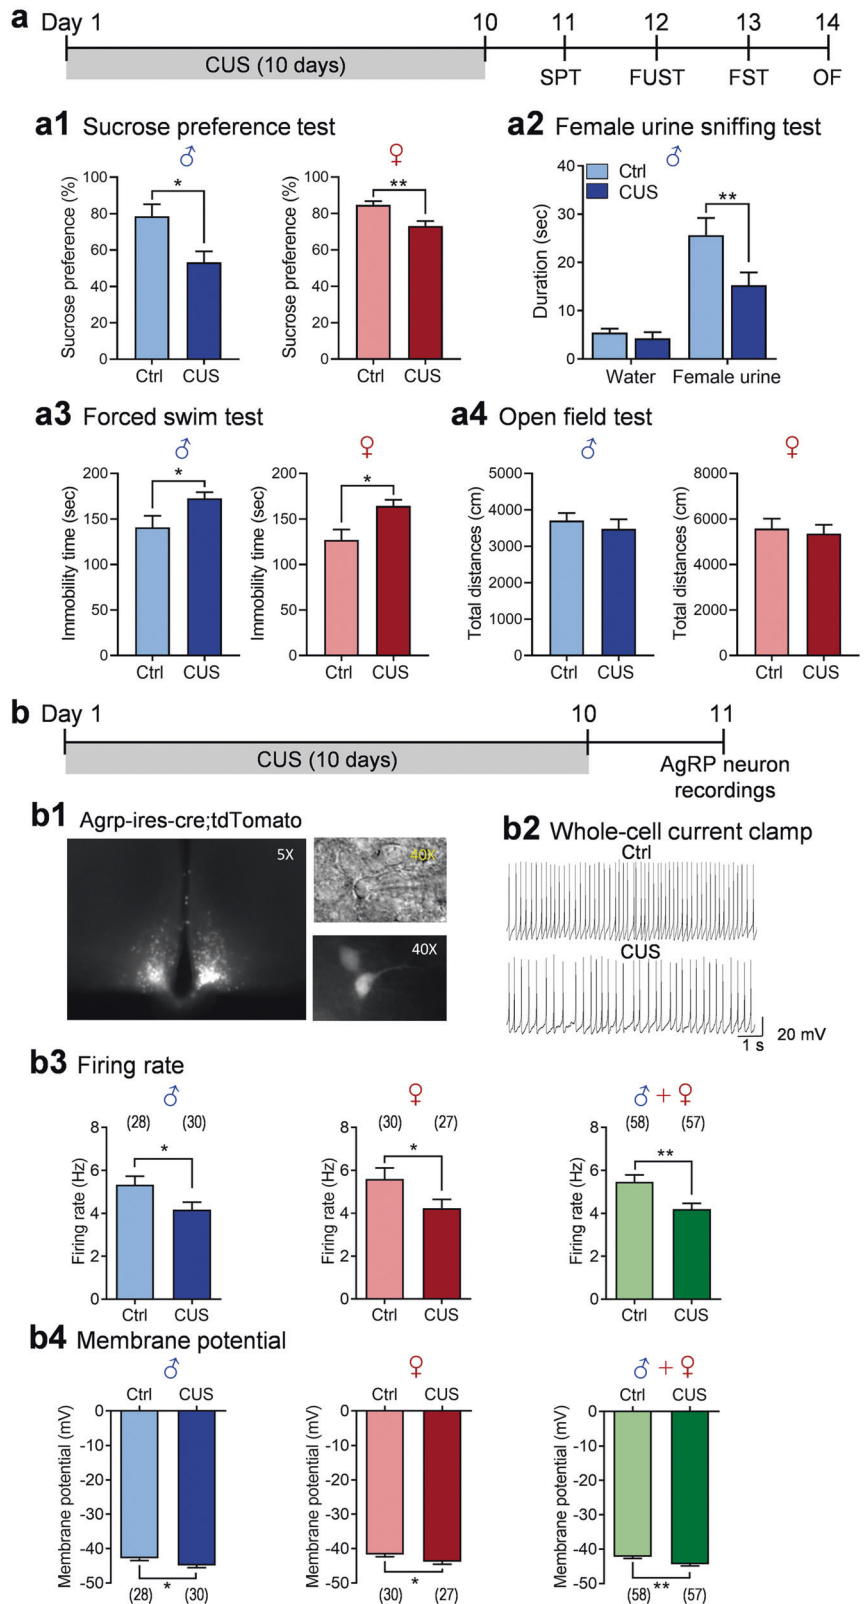 a Day 1 10 11 12 13 14
CUS (10 days)
SPT FUST FST OF
a1 Sucrose preference test
♂
Sucrose preference (%)
100
80
60
40
20
0
*
Ctrl CUS
♀
Sucrose preference (%)
100
80
60
40
20
0
**
Ctrl CUS
a2 Female urine sniffing test
♂
Ctrl
CUS
Duration (sec)
40
30
20
10
0
**
Water Female urine
a3 Forced swim test
♂
Immobility time (sec)
200
150
100
50
0
*
Ctrl CUS
♀
Immobility time (sec)
200
150
100
50
0
*
Ctrl CUS
a4 Open field test
♂
Total distances (cm)
5000
4000
3000
2000
1000
0
Ctrl CUS
♀
Total distances (cm)
8000
6000
4000
2000
0
Ctrl CUS
b Day 1 10 11
CUS (10 days)
AgRP neuron
recordings
b1 Agrp-ires-cre;tdTomato
5X
40X
40X
b2 Whole-cell current clamp
Ctrl
CUS
20 mV
1 s
b3 Firing rate
♂
(28) (30)
Firing rate (Hz)
8
6
4
2
0
*
Ctrl CUS
♀
(30) (27)
Firing rate (Hz)
8
6
4
2
0
*
Ctrl CUS
♂ + ♀
(58) (57)
Firing rate (Hz)
8
6
4
2
0
**
Ctrl CUS
b4 Membrane potential
♂
Ctrl CUS
Membrane potential (mV)
0
-10
-20
-30
-40
-50
*
(28) (30)
♀
Ctrl CUS
Membrane potential (mV)
0
-10
-20
-30
-40
-50
*
(30) (27)
♂ + ♀
Ctrl CUS
Membrane potential (mV)
0
-10
-20
-30
-40
-50
**
(58) (57)